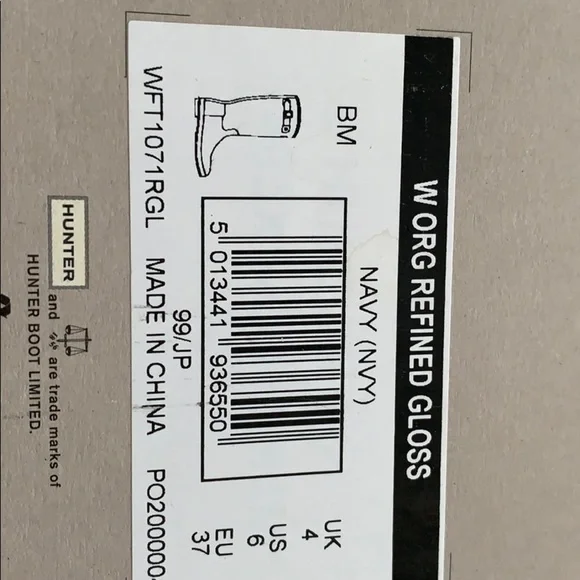 W ORG REFINED GLOSS
BM
NAVY (NVY)
5 013441 936550
UK
4
US
6
EU
37
99/JP
WFT1071RGL MADE IN CHINA PO200000
HUNTER
and are trade marks of
HUNTER BOOT LIMITED.